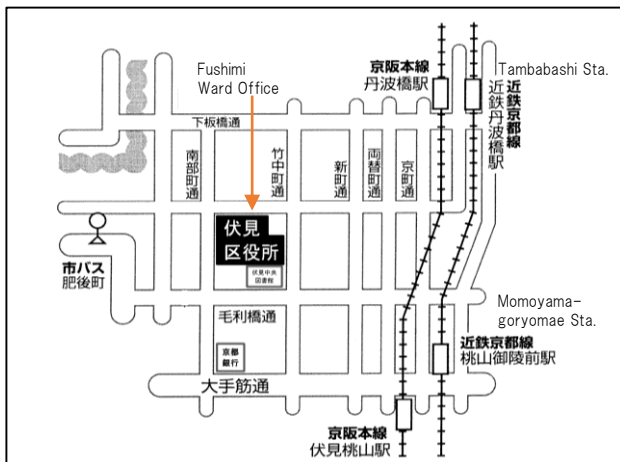 Fushimi
Ward Office
京阪本線
丹波橋駅
Tambabashi Sta.
近鉄京都線
近鉄丹波橋駅
下板橋通
南部町通
竹中町通
新町通
両替町通
京町通
伏見
区役所
伏見中央
図書館
市バス
肥後町
毛利橋通
Momoyama-
goryomae Sta.
京都
銀行
近鉄京都線
桃山御陵前駅
大手筋通
京阪本線
伏見桃山駅